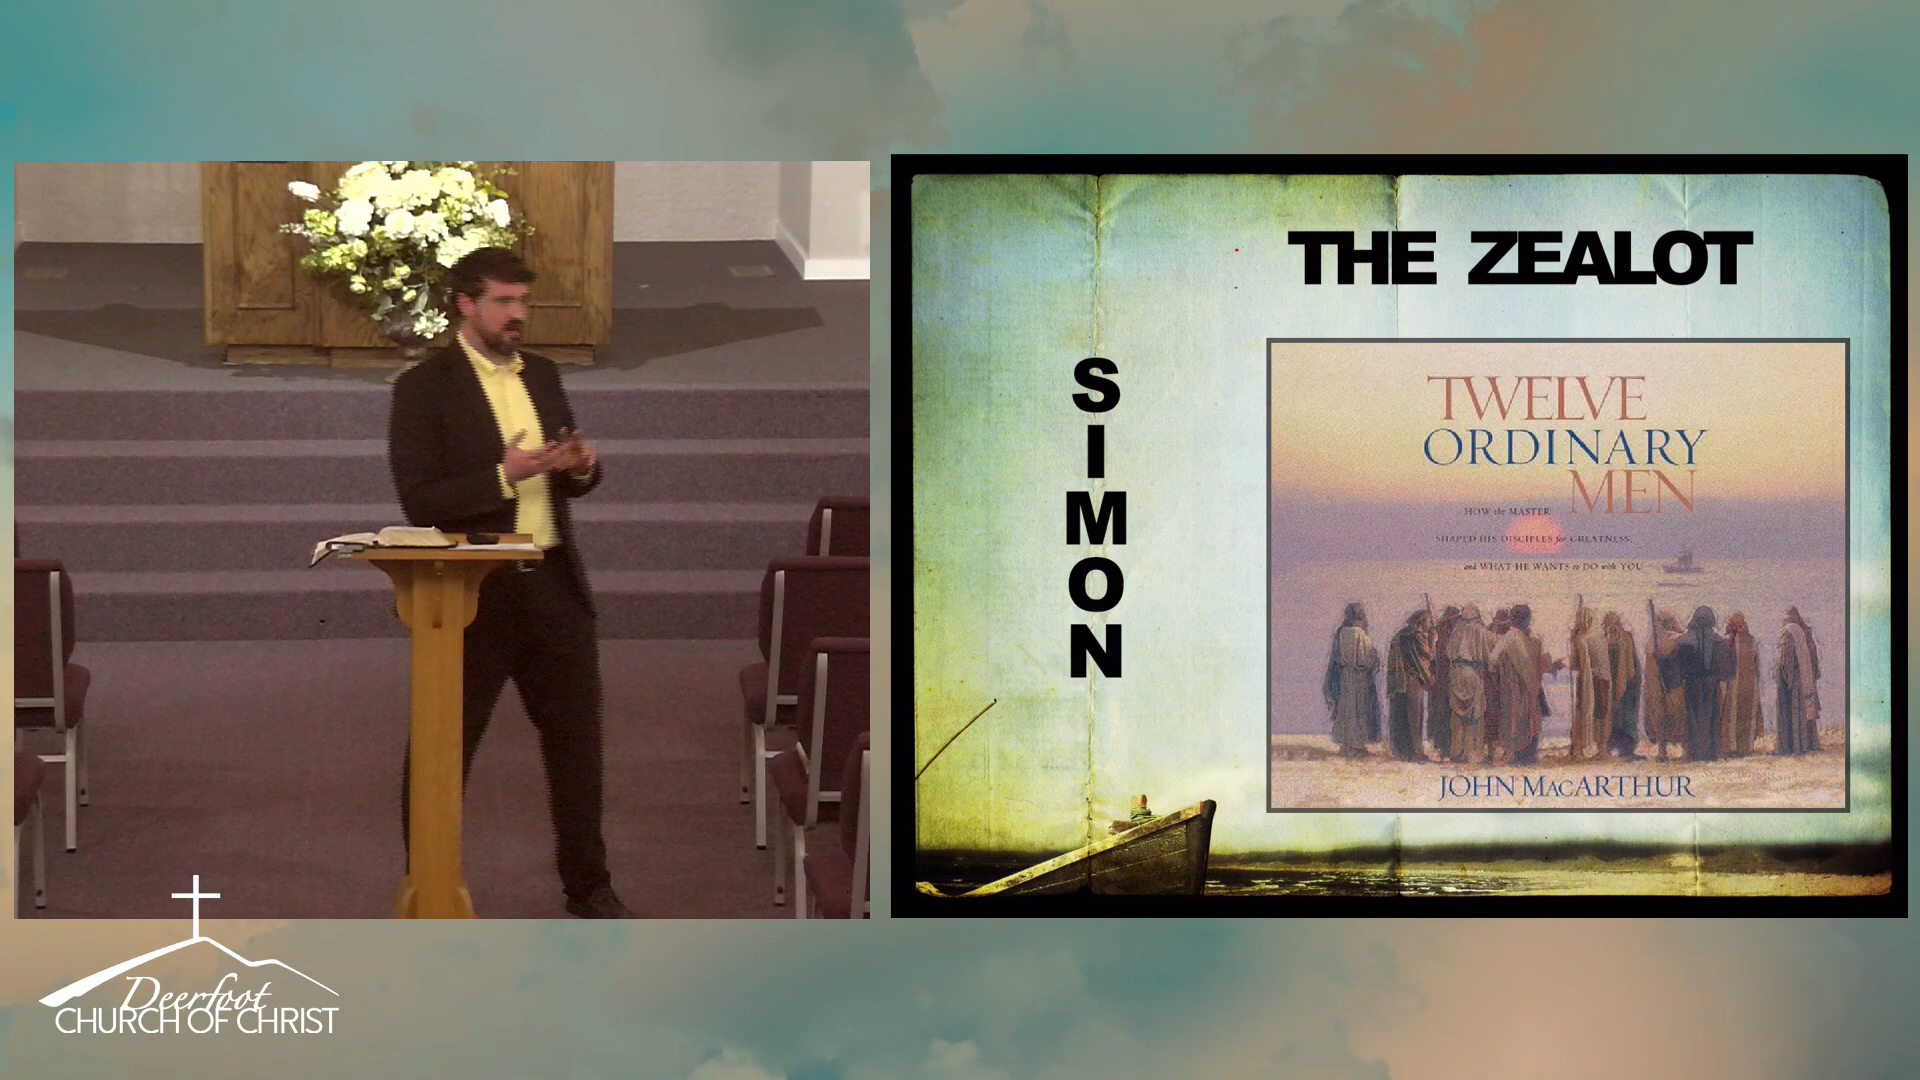 THE ZEALOT
SIMON
TWELVE
ORDINARY
MEN
HOW the MASTER
SHAPED HIS DISCIPLES for GREATNESS,
and WHAT HE WANTS to DO with YOU
JOHN MACARTHUR
Deerfoot
CHURCH OF CHRIST